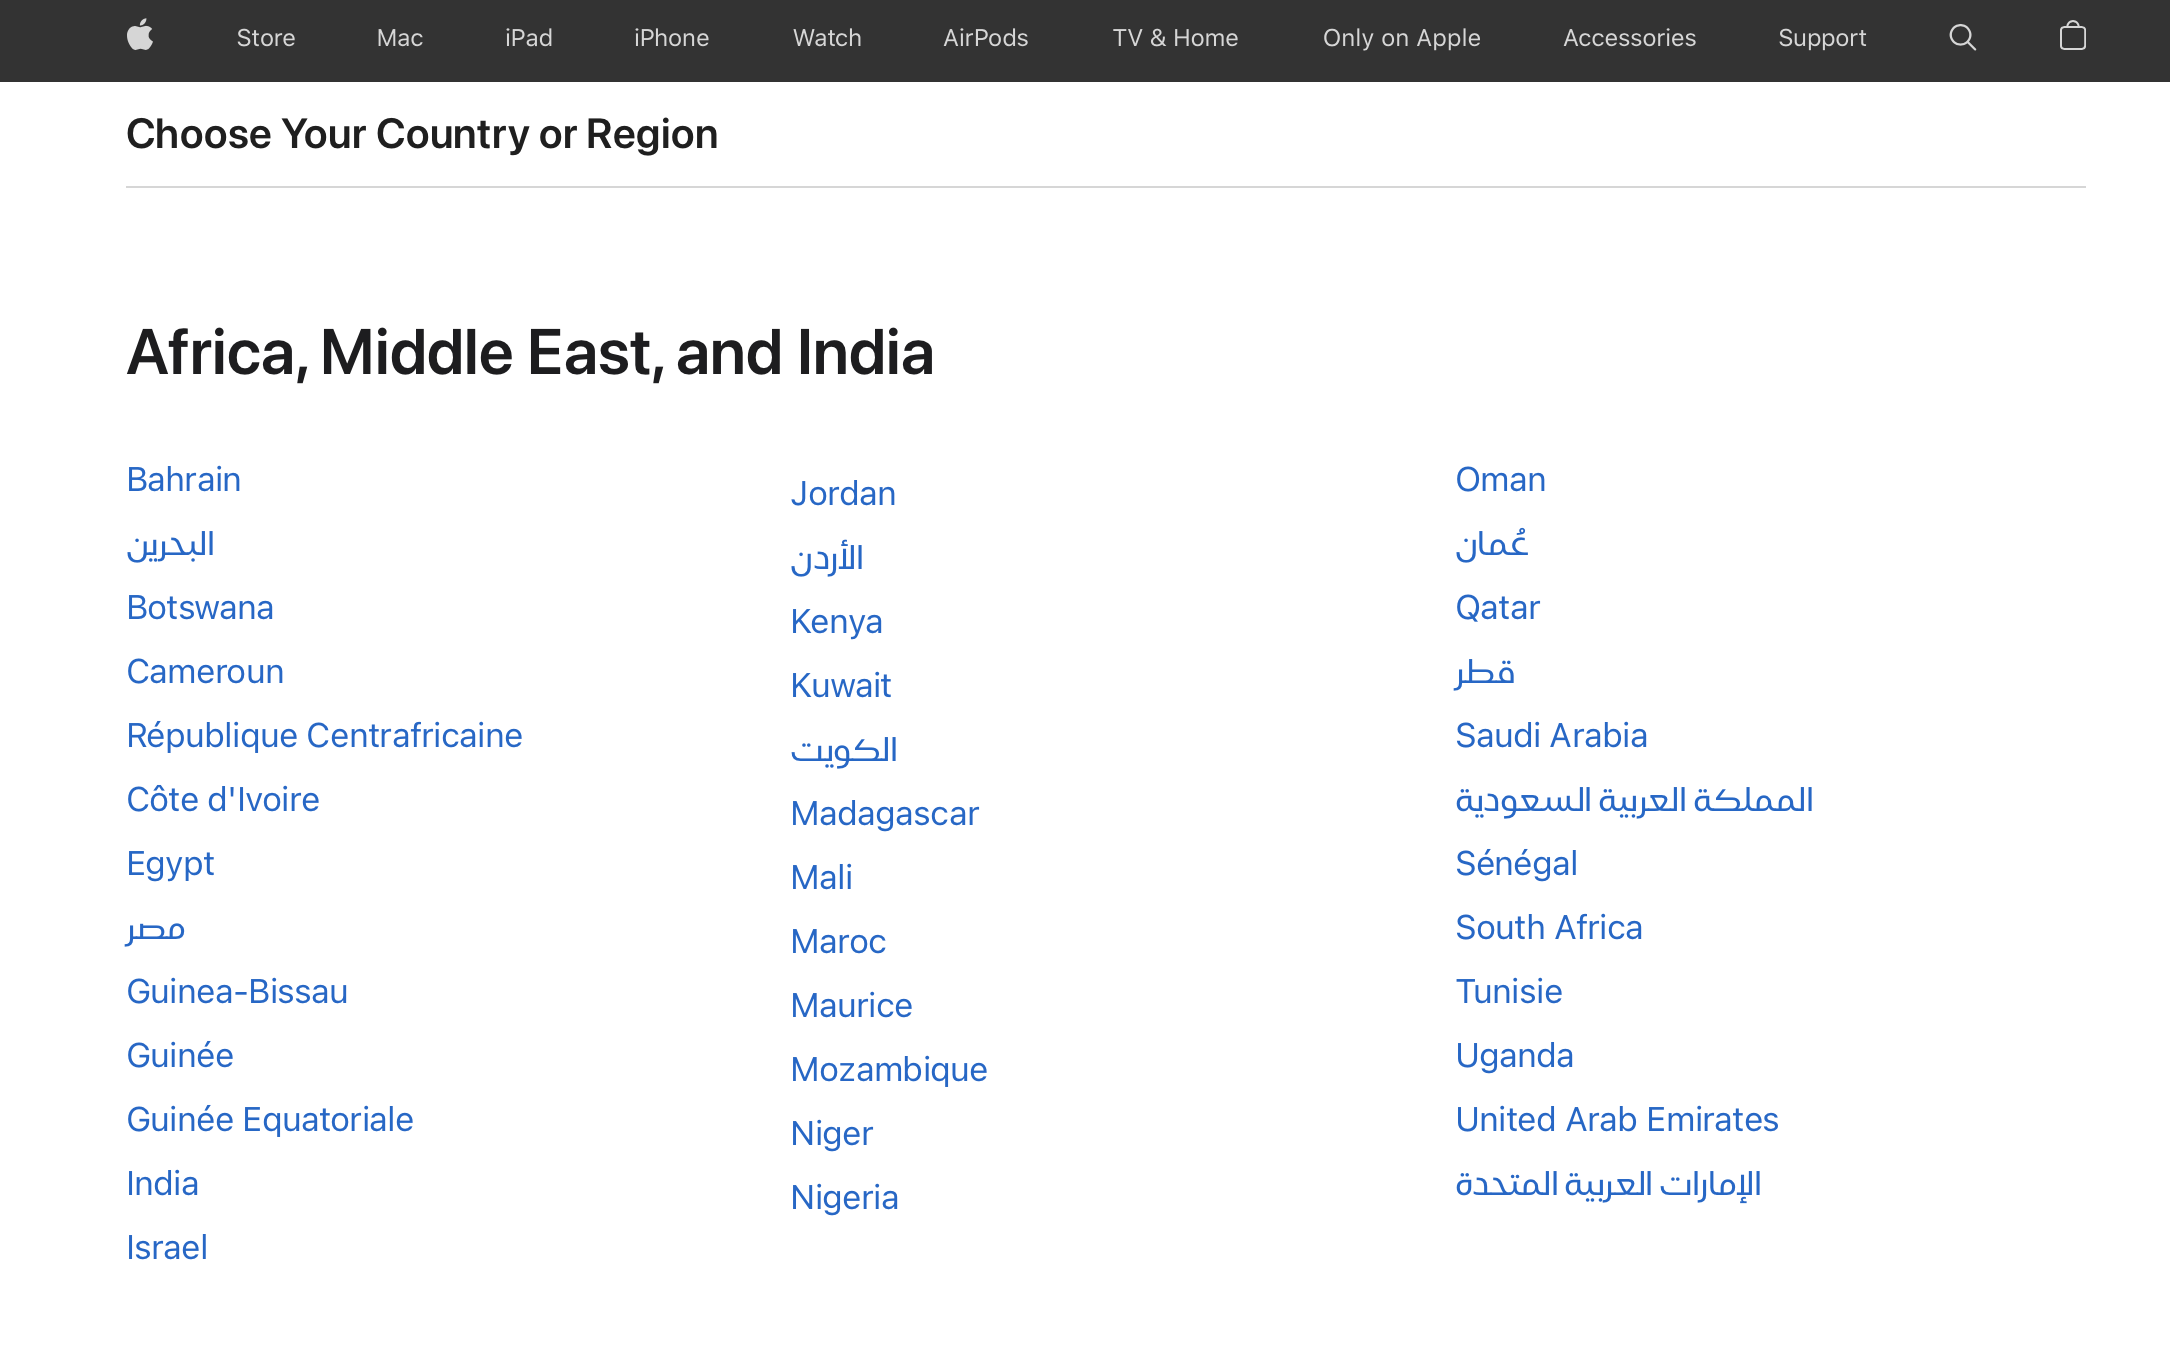 Store Mac iPad iPhone Watch AirPods TV & Home Only on Apple Accessories Support
Choose Your Country or Region
Africa, Middle East, and India
Bahrain
البحرين
Botswana
Cameroun
République Centrafricaine
Côte d'Ivoire
Egypt
مصر
Guinea-Bissau
Guinée
Guinée Equatoriale
India
Israel
Jordan
الأردن
Kenya
Kuwait
الكويت
Madagascar
Mali
Maroc
Maurice
Mozambique
Niger
Nigeria
Oman
عُمان
Qatar
قطر
Saudi Arabia
المملكة العربية السعودية
Sénégal
South Africa
Tunisie
Uganda
United Arab Emirates
الإمارات العربية المتحدة